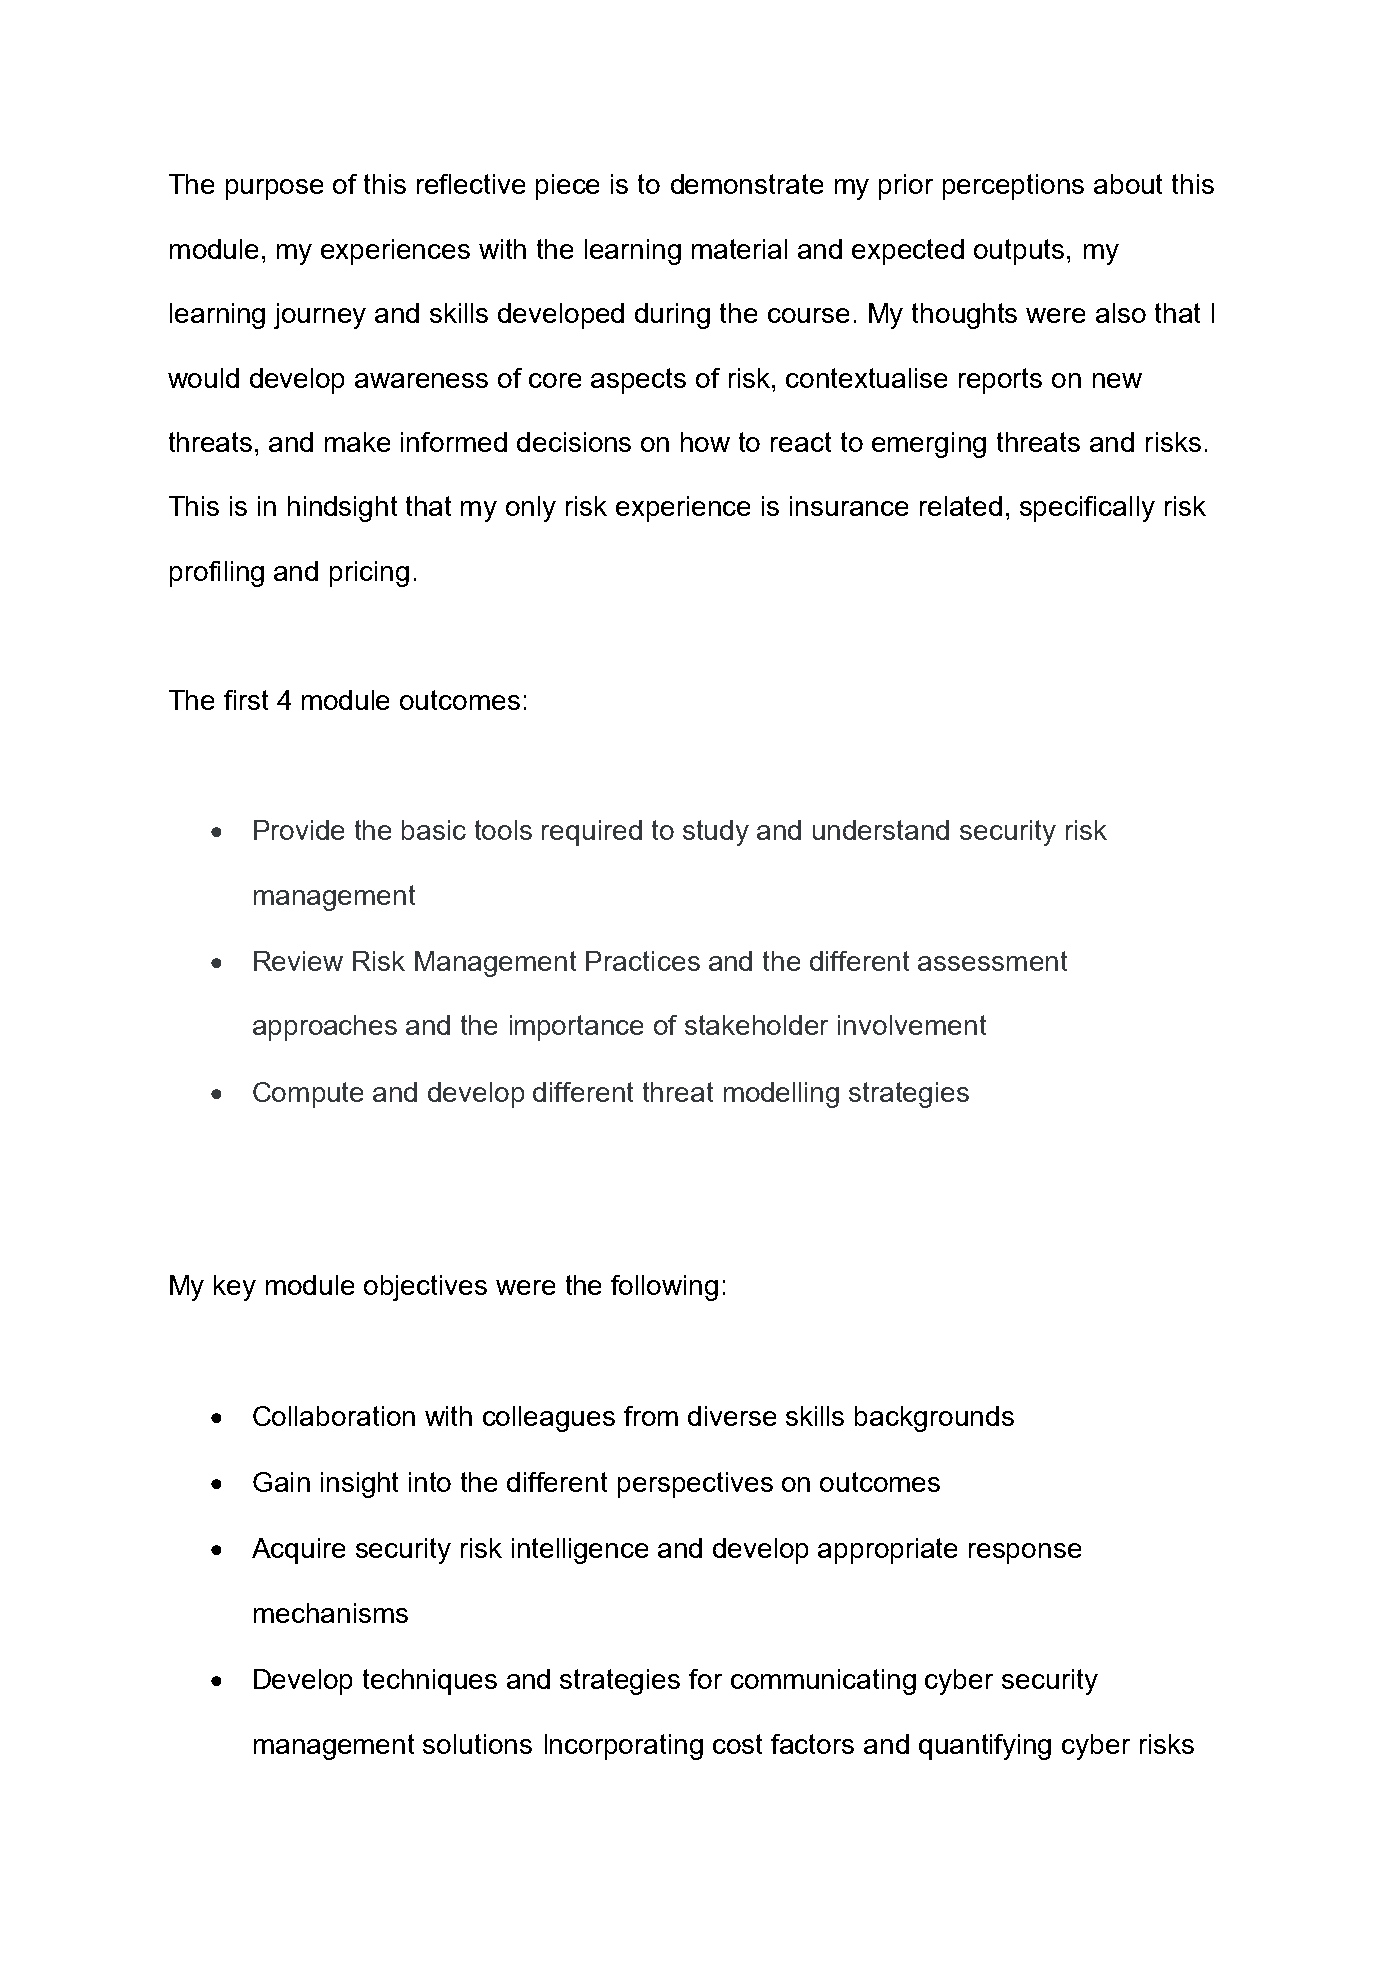 The purpose of this reflective piece is to demonstrate my prior perceptions about this
module, my experiences with the learning material and expected outputs, my
learning journey and skills developed during the course. My thoughts were also that I
would develop awareness of core aspects of risk, contextualise reports on new
threats, and make informed decisions on how to react to emerging threats and risks.
This is in hindsight that my only risk experience is insurance related, specifically risk
profiling and pricing.
The first 4 module outcomes:
• Provide the basic tools required to study and understand security risk
management
• Review Risk Management Practices and the different assessment
approaches and the importance of stakeholder involvement
• Compute and develop different threat modelling strategies
My key module objectives were the following:
• Collaboration with colleagues from diverse skills backgrounds
• Gain insight into the different perspectives on outcomes
• Acquire security risk intelligence and develop appropriate response
mechanisms
• Develop techniques and strategies for communicating cyber security
management solutions Incorporating cost factors and quantifying cyber risks